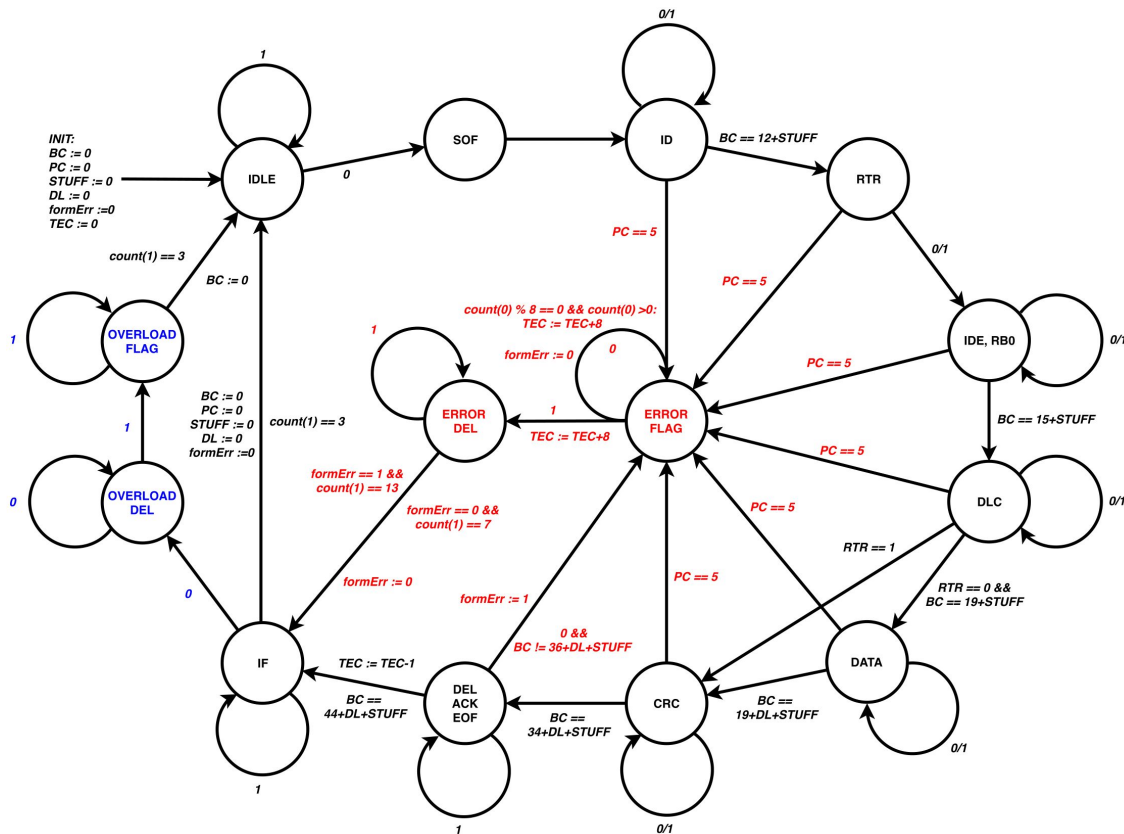 0/1
1
INIT:
BC := 0
PC := 0
STUFF := 0
DL := 0
formErr :=0
TEC := 0
IDLE
0
SOF
ID
BC == 12+STUFF
RTR
0/1
PC == 5
PC == 5
count(1) == 3
BC := 0
1
OVERLOAD
FLAG
count(0) % 8 == 0 && count(0) >0:
TEC := TEC+8
formErr := 0
0
1
ERROR
DEL
1
TEC := TEC+8
ERROR
FLAG
PC == 5
IDE, RB0
0/1
BC == 15+STUFF
BC := 0
PC := 0
STUFF := 0
DL := 0
formErr :=0
count(1) == 3
1
0
OVERLOAD
DEL
formErr == 1 &&
count(1) == 13
formErr == 0 &&
count(1) == 7
PC == 5
PC == 5
DLC
0/1
RTR == 1
RTR == 0 &&
BC == 19+STUFF
0
formErr := 0
formErr := 1
PC == 5
0 &&
BC != 36+DL+STUFF
IF
TEC := TEC-1
BC ==
44+DL+STUFF
DEL
ACK
EOF
BC ==
34+DL+STUFF
CRC
BC ==
19+DL+STUFF
DATA
0/1
1
1
0/1